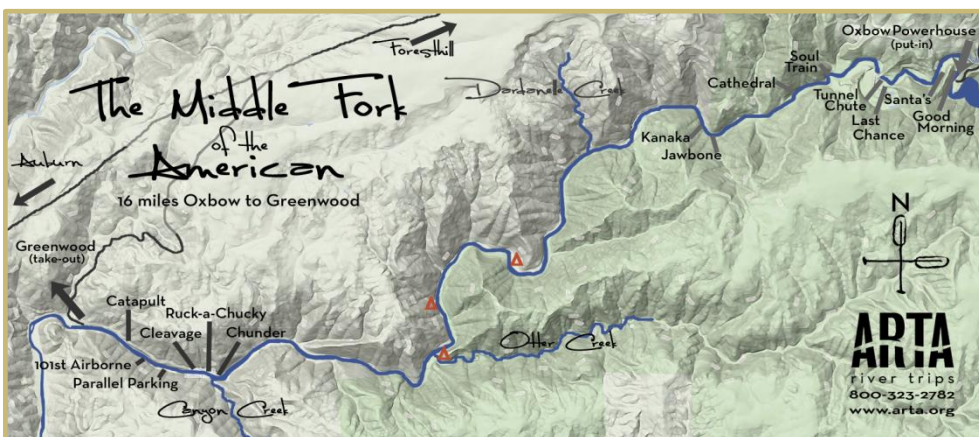 The Middle Fork
of the
American
16 miles Oxbow to Greenwood
Foresthill
Auburn
Dardanele Creek
Oxbow Powerhouse
(put-in)
Soul
Train
Cathedral
Tunnel
Chute
Last
Chance
Santa's
Good
Morning
Kanaka
Jawbone
Greenwood
(take-out)
Catapult
Ruck-a-Chucky
Cleavage
Chunder
101st Airborne
Parallel Parking
Canyon Creek
Otter Creek
N
ARTA
river trips
800-323-2782
www.arta.org